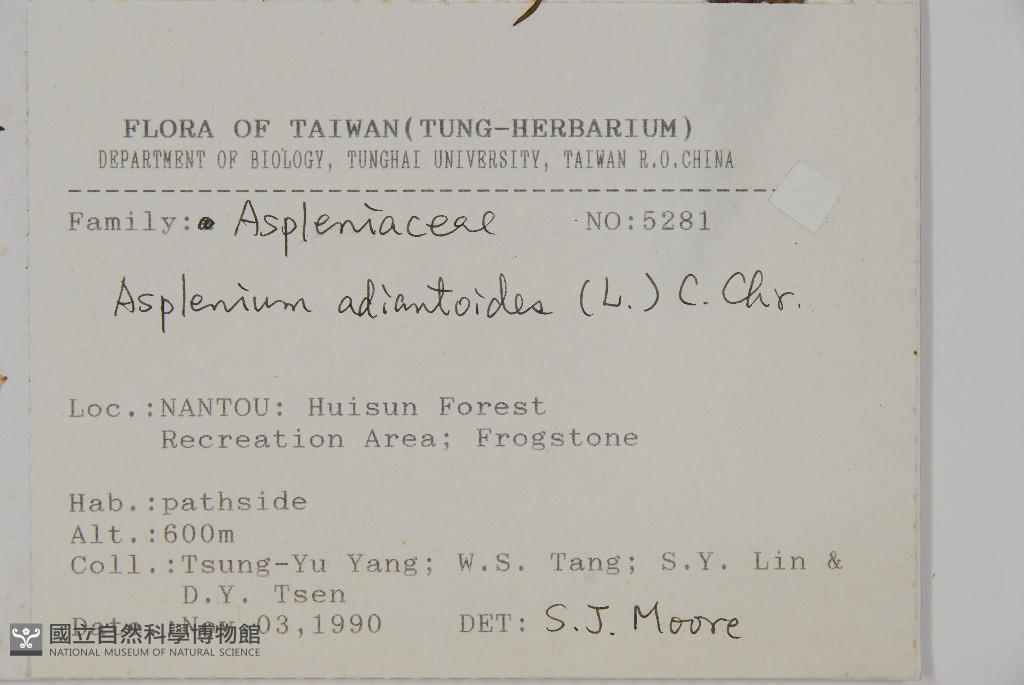 FLORA OF TAIWAN(TUNG-HERBARIUM)
DEPARTMENT OF BIOLOGY, TUNGHAI UNIVERSITY, TAIWAN R.O.CHINA
Family: Aspleniaceae NO:5281
Asplenium adiantoides (L.) C. Chr.
Loc.:NANTOU: Huisun Forest
Recreation Area; Frogstone
Hab.:pathside
Alt.:600m
Coll.:Tsung-Yu Yang; W.S. Tang; S.Y. Lin &
D.Y. Tsen
Date.:Nov.03,1990 DET: S.J. Moore
國立自然科學博物館
NATIONAL MUSEUM OF NATURAL SCIENCE